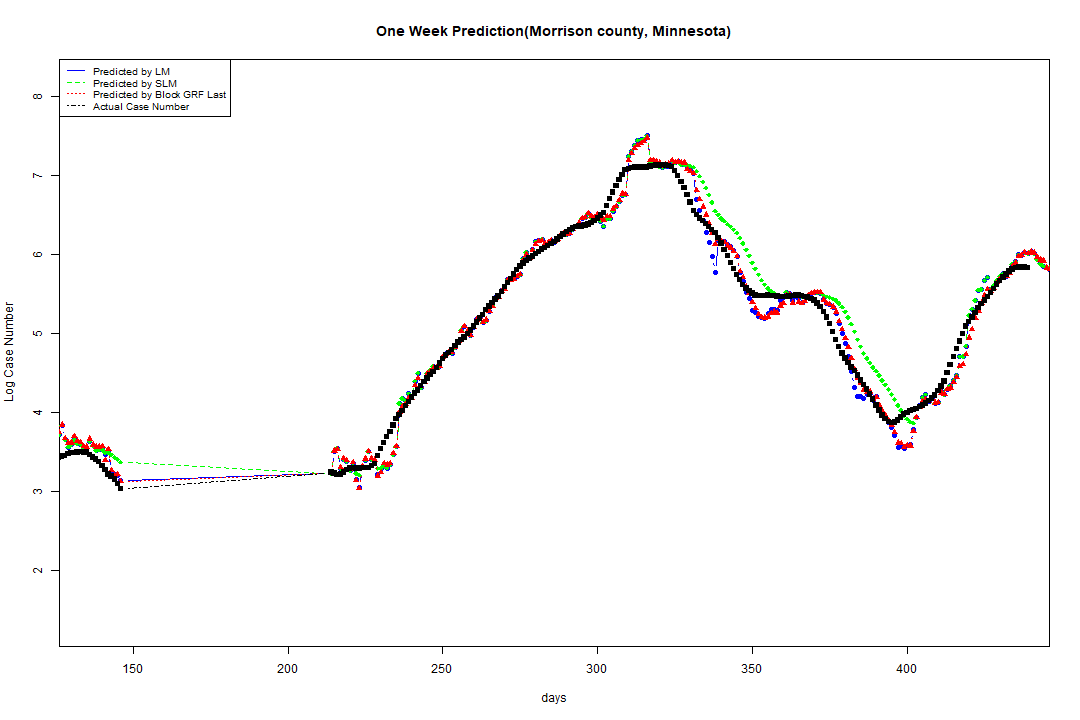 One Week Prediction(Morrison county, Minnesota)
Predicted by LM
Predicted by SLM
Predicted by Block GRF Last
Actual Case Number
8
7
6
5
4
3
2
Log Case Number
150 200 250 300 350 400
days